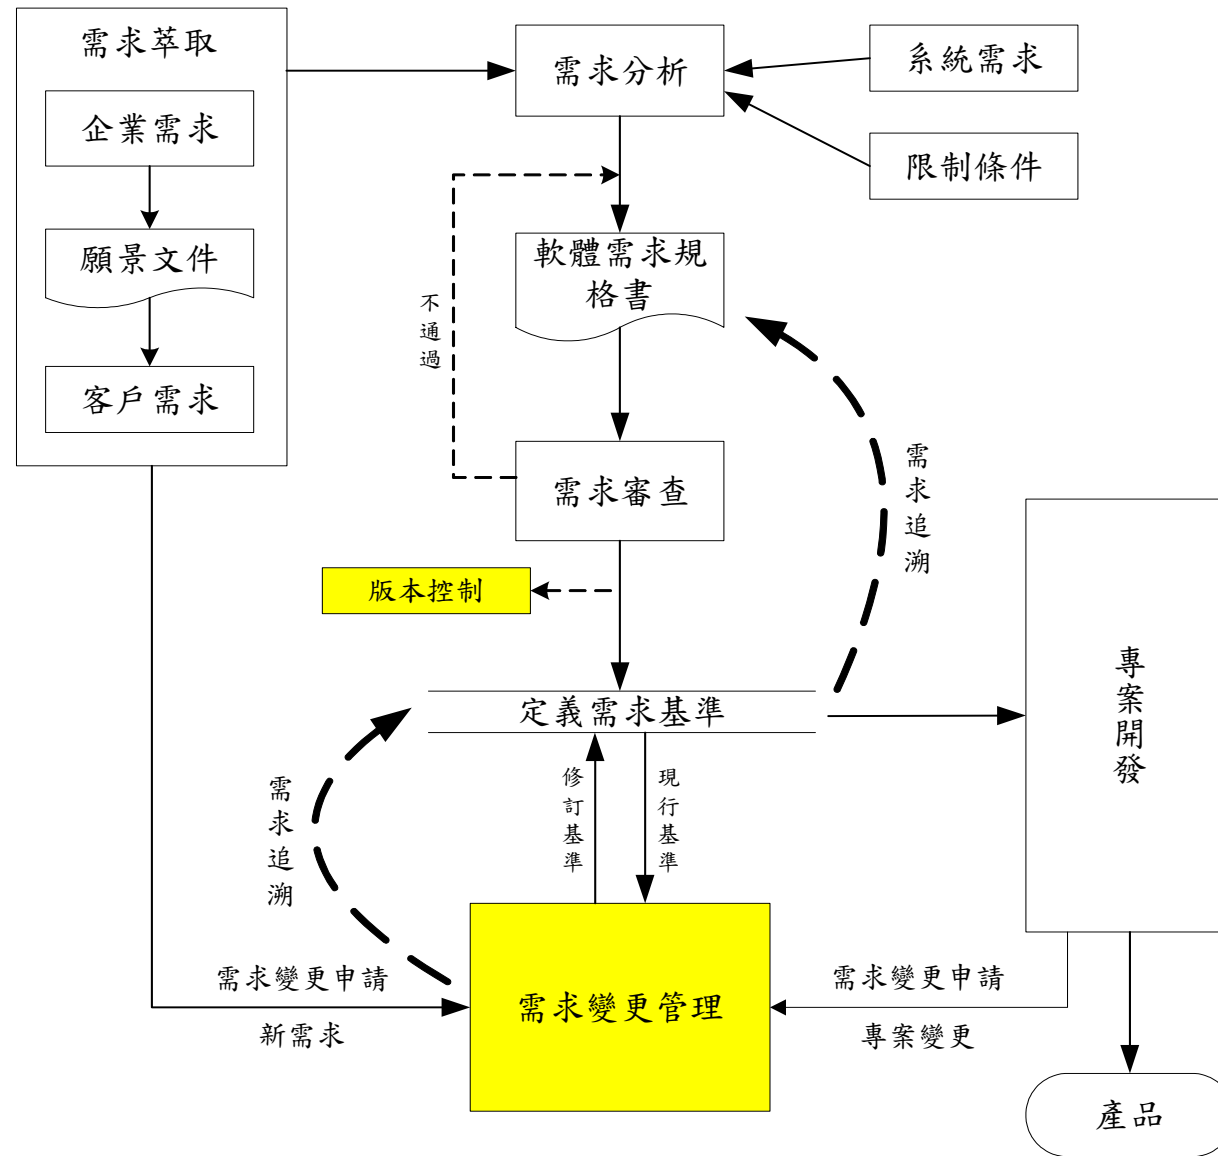 需求萃取
企業需求
願景文件
客戶需求
需求分析
系統需求
限制條件
軟體需求規
格書
不通過
需求審查
版本控制
需求追溯
定義需求基準
專案開發
需求追溯
修訂基準
現行基準
需求變更申請
新需求
需求變更管理
需求變更申請
專案變更
產品